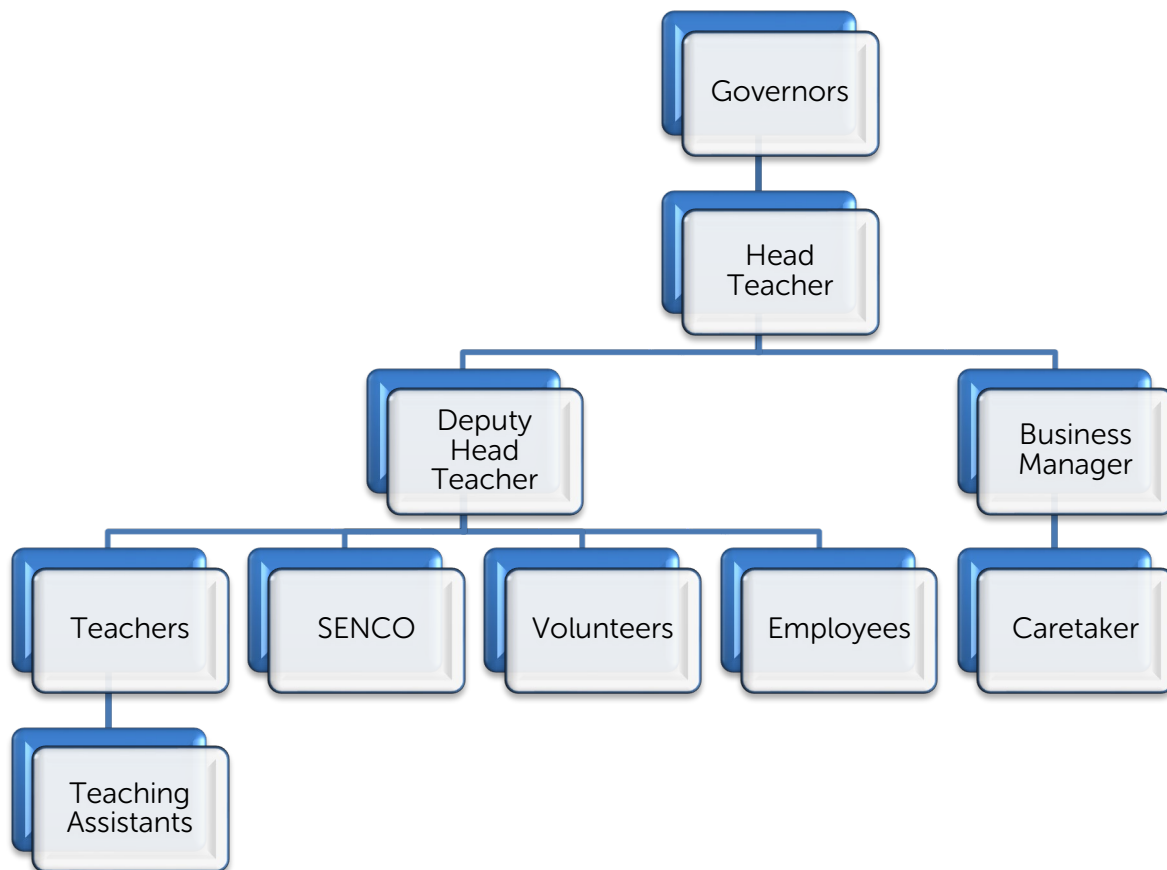 Governors
Head
Teacher
Deputy
Head
Teacher
Business
Manager
Teachers
SENCO
Volunteers
Employees
Caretaker
Teaching
Assistants